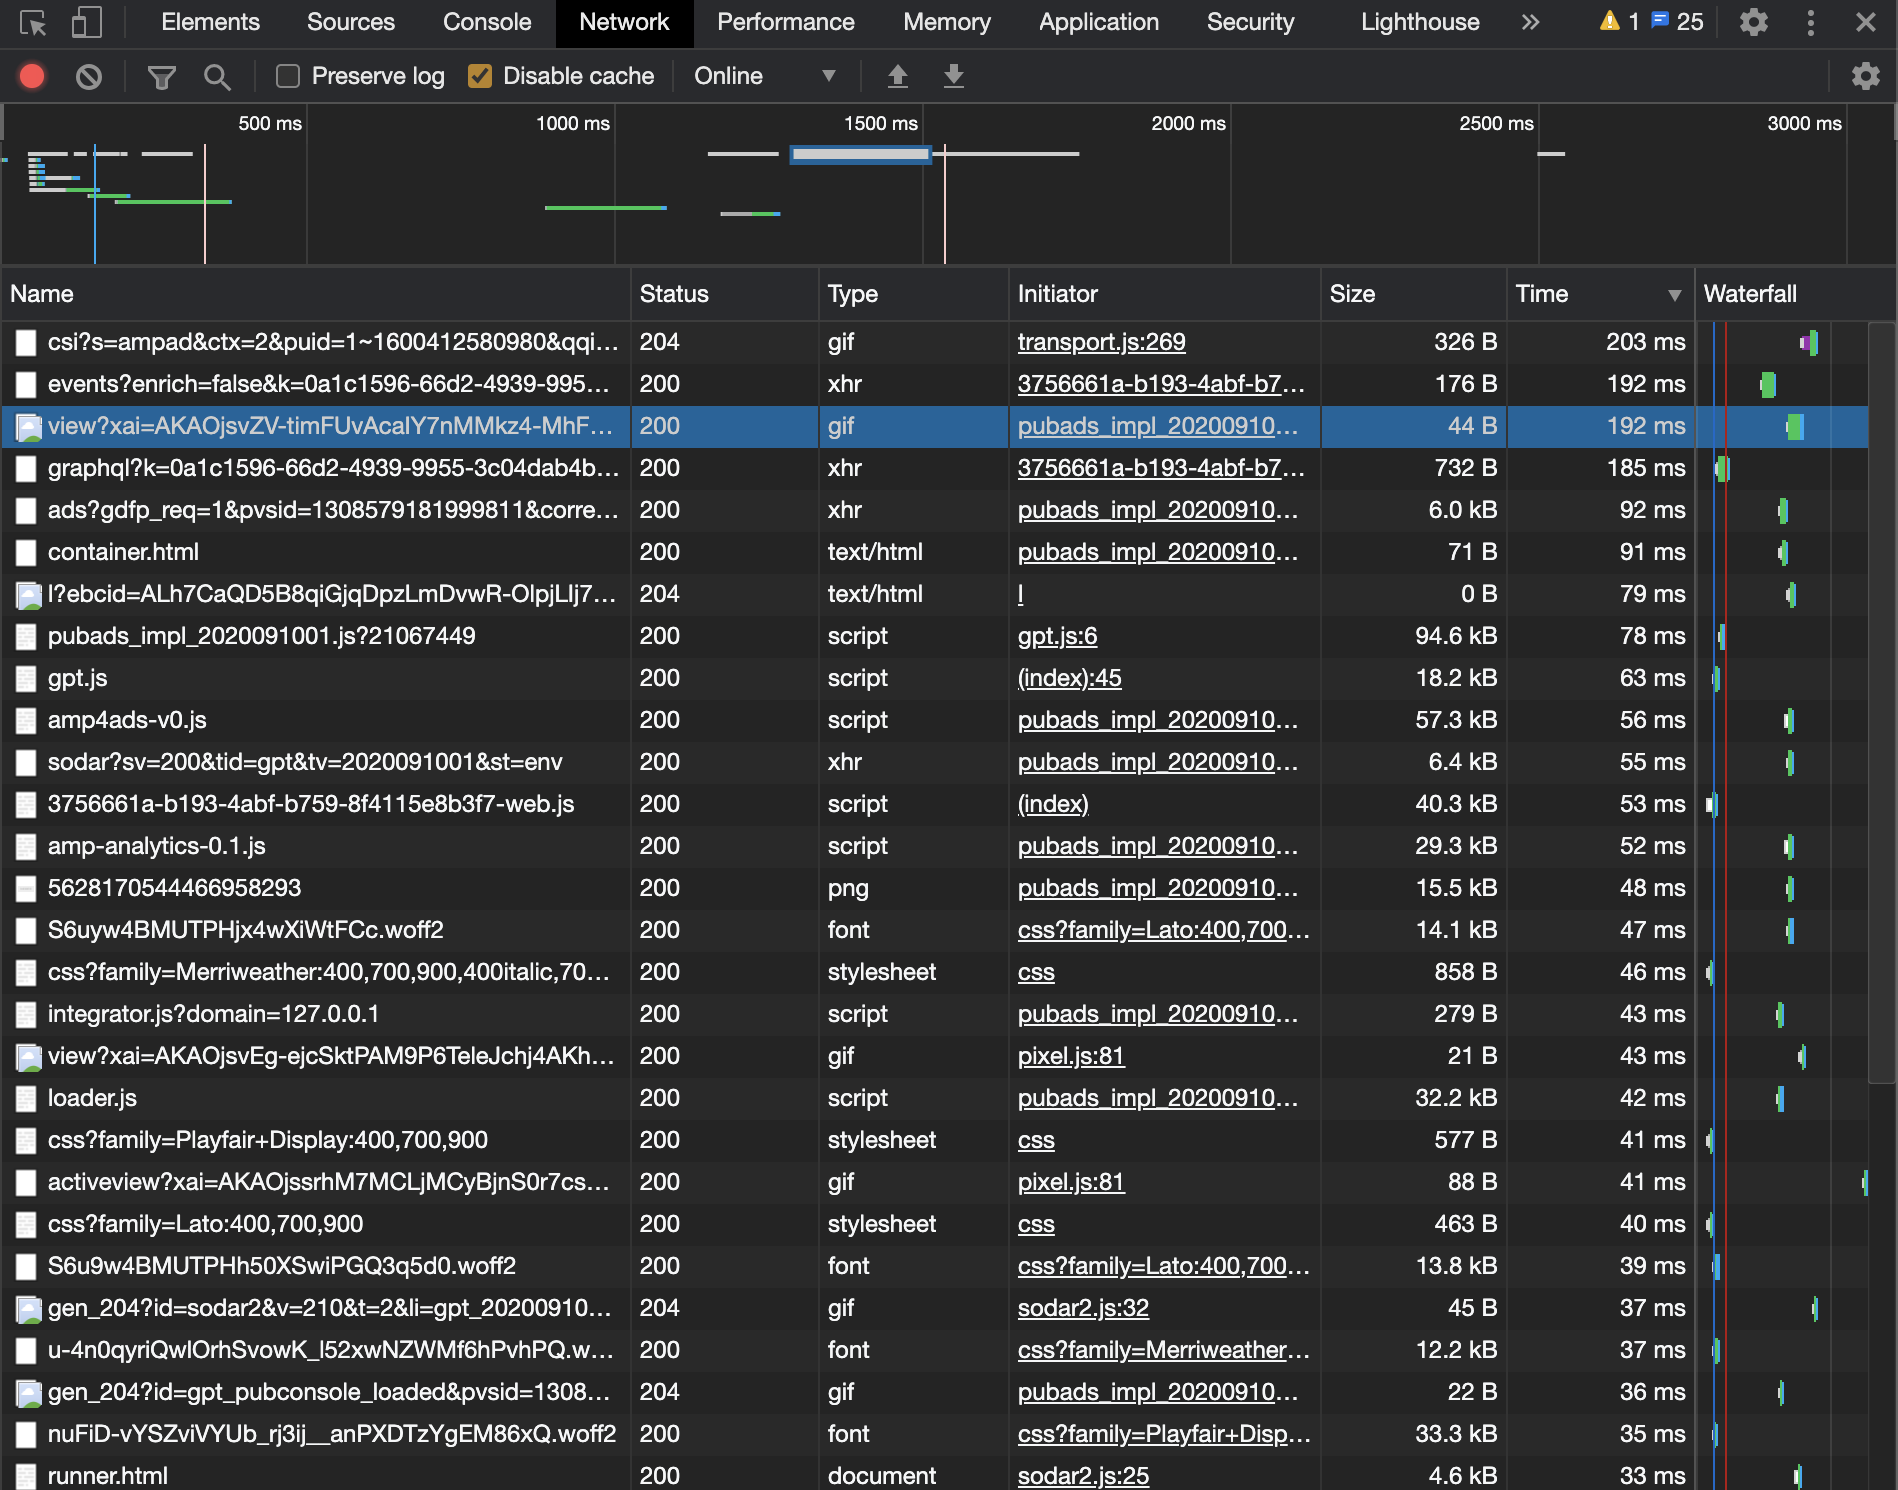 Elements Sources Console Network Performance Memory Application Security Lighthouse » 1 25
Preserve log Disable cache Online
500 ms 1000 ms 1500 ms 2000 ms 2500 ms 3000 ms
Name Status Type Initiator Size Time Waterfall
csi?s=ampad&ctx=2&puid=1~1600412580980&qqi... 204 gif transport.js:269 326 B 203 ms
events?enrich=false&k=0a1c1596-66d2-4939-995... 200 xhr 3756661a-b193-4abf-b7... 176 B 192 ms
view?xai=AKAOjsvZV-timFUvAcaIY7nMMkz4-MhF... 200 gif pubads_impl_20200910... 44 B 192 ms
graphql?k=0a1c1596-66d2-4939-9955-3c04dab4b... 200 xhr 3756661a-b193-4abf-b7... 732 B 185 ms
ads?gdfp_req=1&pvsid=1308579181999811&corre... 200 xhr pubads_impl_20200910... 6.0 kB 92 ms
container.html 200 text/html pubads_impl_20200910... 71 B 91 ms
l?ebcid=ALh7CaQD5B8qiGjqDpzLmDvwR-OlpjLlj7... 204 text/html l 0 B 79 ms
pubads_impl_2020091001.js?21067449 200 script gpt.js:6 94.6 kB 78 ms
gpt.js 200 script (index):45 18.2 kB 63 ms
amp4ads-v0.js 200 script pubads_impl_20200910... 57.3 kB 56 ms
sodar?sv=200&tid=gpt&tv=2020091001&st=env 200 xhr pubads_impl_20200910... 6.4 kB 55 ms
3756661a-b193-4abf-b759-8f4115e8b3f7-web.js 200 script (index) 40.3 kB 53 ms
amp-analytics-0.1.js 200 script pubads_impl_20200910... 29.3 kB 52 ms
5628170544466958293 200 png pubads_impl_20200910... 15.5 kB 48 ms
S6uyw4BMUTPHjx4wXiWtFCc.woff2 200 font css?family=Lato:400,700... 14.1 kB 47 ms
css?family=Merriweather:400,700,900,400italic,70... 200 stylesheet css 858 B 46 ms
integrator.js?domain=127.0.0.1 200 script pubads_impl_20200910... 279 B 43 ms
view?xai=AKAOjsvEg-ejcSktPAM9P6TeleJchj4AKh... 200 gif pixel.js:81 21 B 43 ms
loader.js 200 script pubads_impl_20200910... 32.2 kB 42 ms
css?family=Playfair+Display:400,700,900 200 stylesheet css 577 B 41 ms
activeview?xai=AKAOjssrhM7MCLjMCyBjnS0r7cs... 200 gif pixel.js:81 88 B 41 ms
css?family=Lato:400,700,900 200 stylesheet css 463 B 40 ms
S6u9w4BMUTPHh50XSwiPGQ3q5d0.woff2 200 font css?family=Lato:400,700... 13.8 kB 39 ms
gen_204?id=sodar2&v=210&t=2&li=gpt_20200910... 204 gif sodar2.js:32 45 B 37 ms
u-4n0qyriQwlOrhSvowK_l52xwNZWMf6hPvhPQ.w... 200 font css?family=Merriweather... 12.2 kB 37 ms
gen_204?id=gpt_pubconsole_loaded&pvsid=1308... 204 gif pubads_impl_20200910... 22 B 36 ms
nuFiD-vYSZviVYUb_rj3ij__anPXDTzYgEM86xQ.woff2 200 font css?family=Playfair+Disp... 33.3 kB 35 ms
runner.html 200 document sodar2.js:25 4.6 kB 33 ms